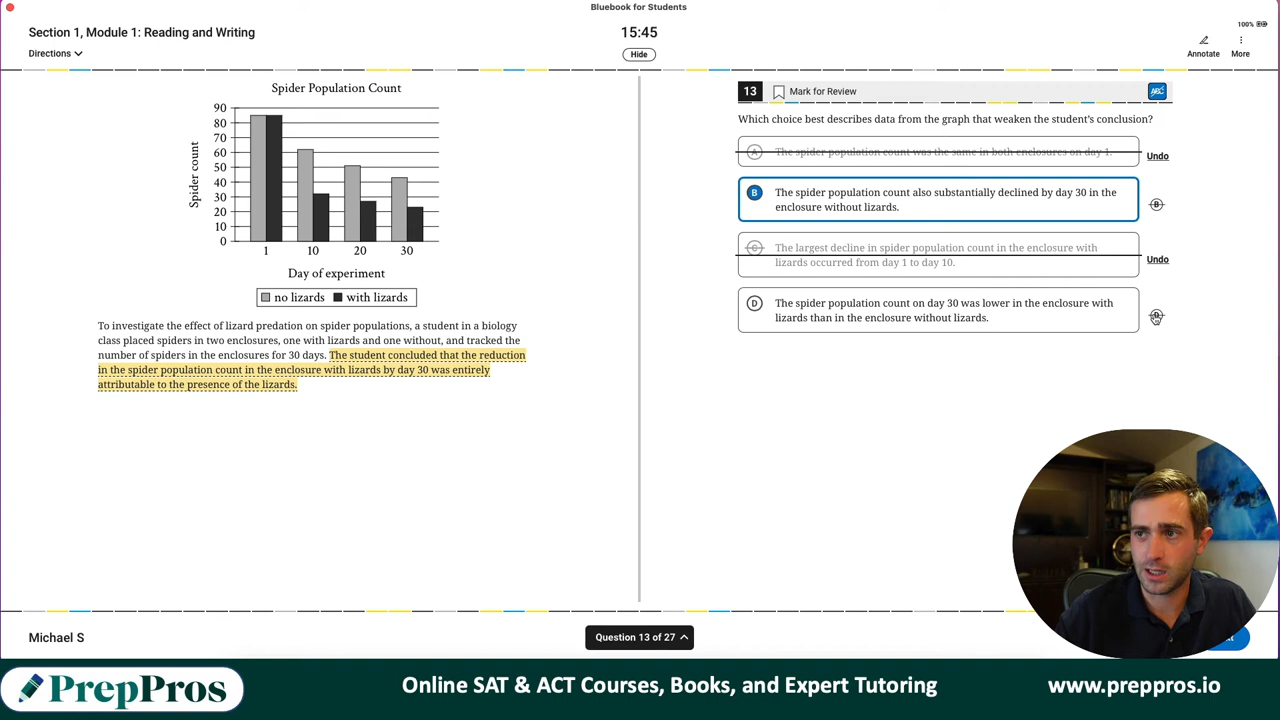 Bluebook for Students
Section 1, Module 1: Reading and Writing
Directions
15:45
Hide
100%
Annotate
More
Spider Population Count
Spider count
90
80
70
60
50
40
30
20
10
0
1 10 20 30
Day of experiment
no lizards with lizards
To investigate the effect of lizard predation on spider populations, a student in a biology
class placed spiders in two enclosures, one with lizards and one without, and tracked the
number of spiders in the enclosures for 30 days. The student concluded that the reduction
in the spider population count in the enclosure with lizards by day 30 was entirely
attributable to the presence of the lizards.
13 Mark for Review ABC
Which choice best describes data from the graph that weaken the student's conclusion?
A The spider population count was the same in both enclosures on day 1. Undo
B The spider population count also substantially declined by day 30 in the
enclosure without lizards. B
C The largest decline in spider population count in the enclosure with
lizards occurred from day 1 to day 10. Undo
D The spider population count on day 30 was lower in the enclosure with
lizards than in the enclosure without lizards. D
Michael S
Question 13 of 27
PrepPros
Online SAT & ACT Courses, Books, and Expert Tutoring
www.preppros.io